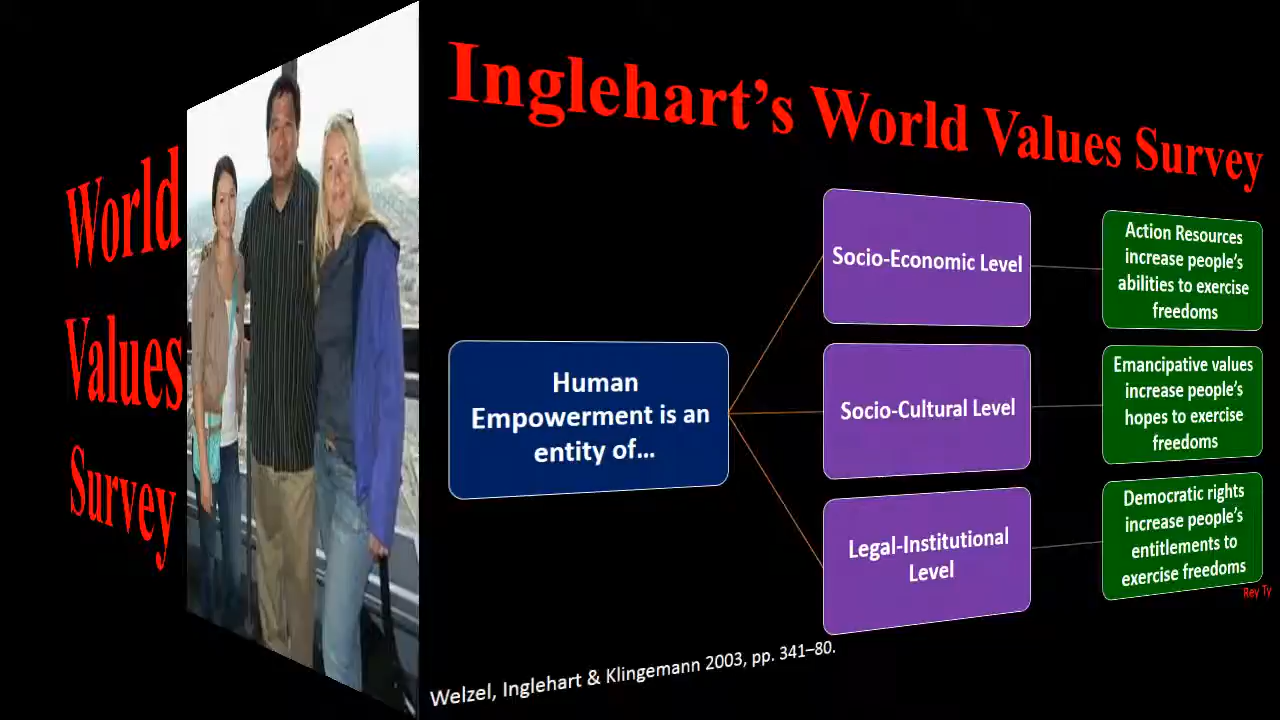 World
Values
Survey
Inglehart’s World Values Survey
Human
Empowerment is an
entity of…
Socio-Economic Level
Action Resources
increase people’s
abilities to exercise
freedoms
Socio-Cultural Level
Emancipative values
increase people’s
hopes to exercise
freedoms
Legal-Institutional
Level
Democratic rights
increase people’s
entitlements to
exercise freedoms
Rey Ty
Welzel, Inglehart & Klingemann 2003, pp. 341–80.